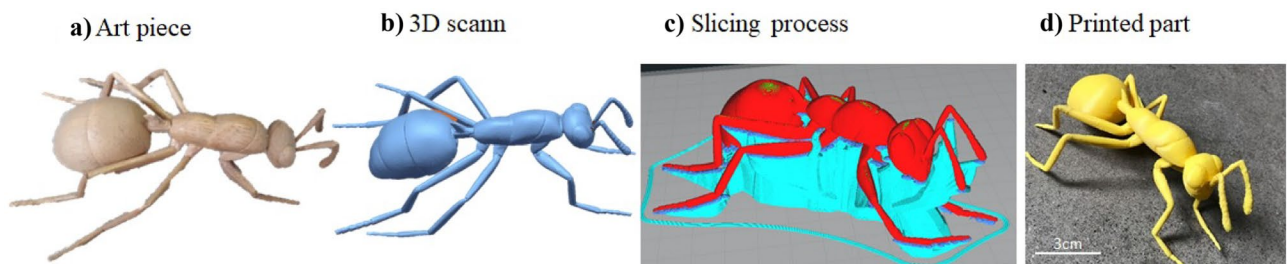 a) Art piece
b) 3D scann
c) Slicing process
d) Printed part
3cm